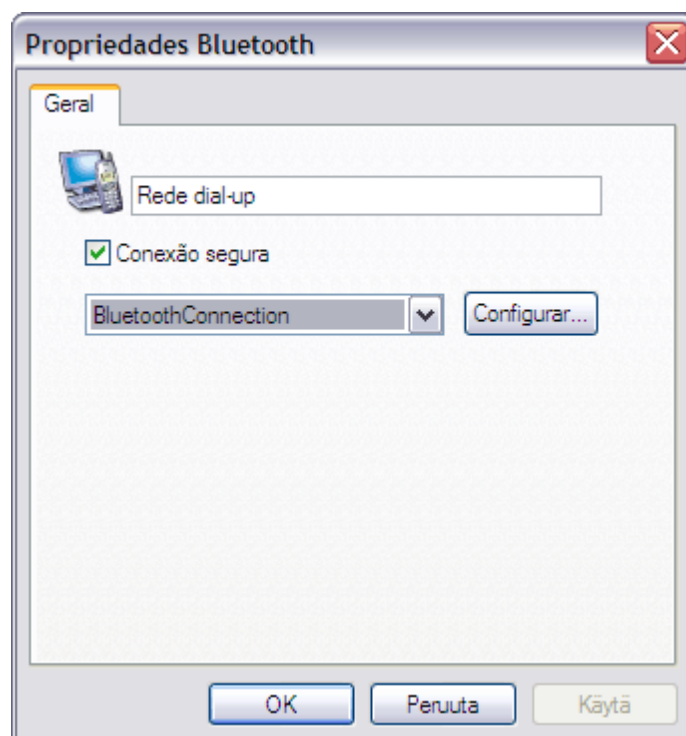 Propriedades Bluetooth
Geral
Rede dial-up
Conexão segura
BluetoothConnection
Configurar...
OK
Peruuta
Käytä